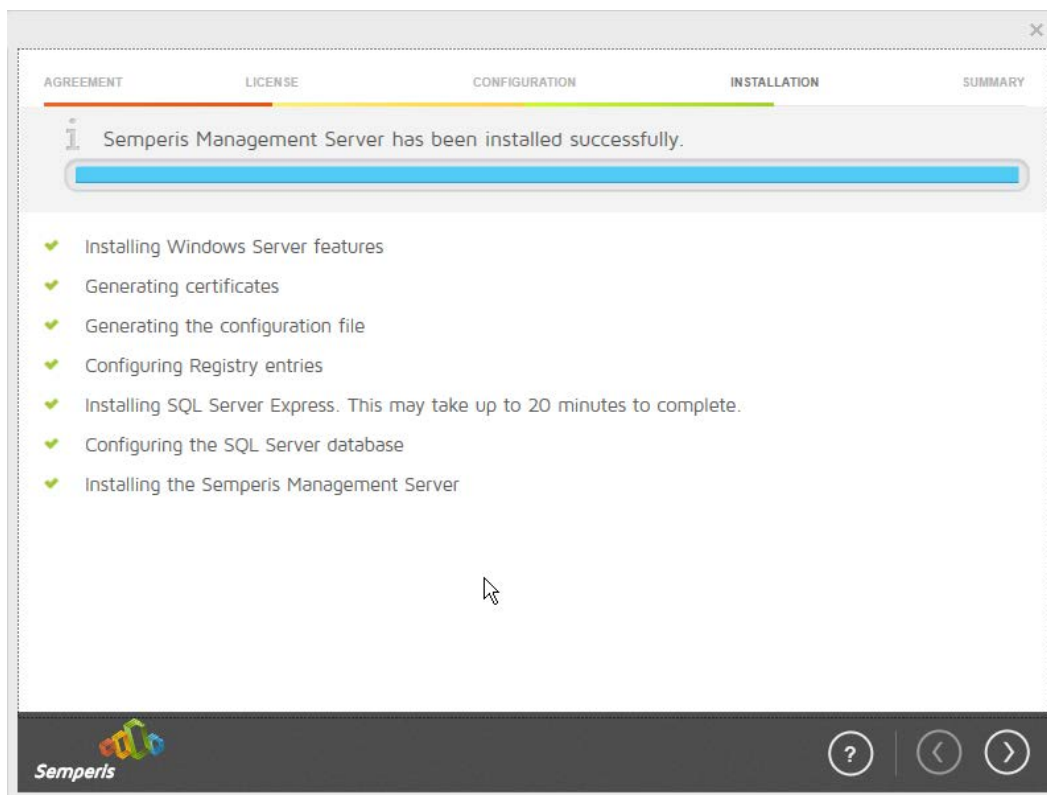 AGREEMENT LICENSE CONFIGURATION INSTALLATION SUMMARY
Semperis Management Server has been installed successfully.
Installing Windows Server features
Generating certificates
Generating the configuration file
Configuring Registry entries
Installing SQL Server Express. This may take up to 20 minutes to complete.
Configuring the SQL Server database
Installing the Semperis Management Server
Semperis
?